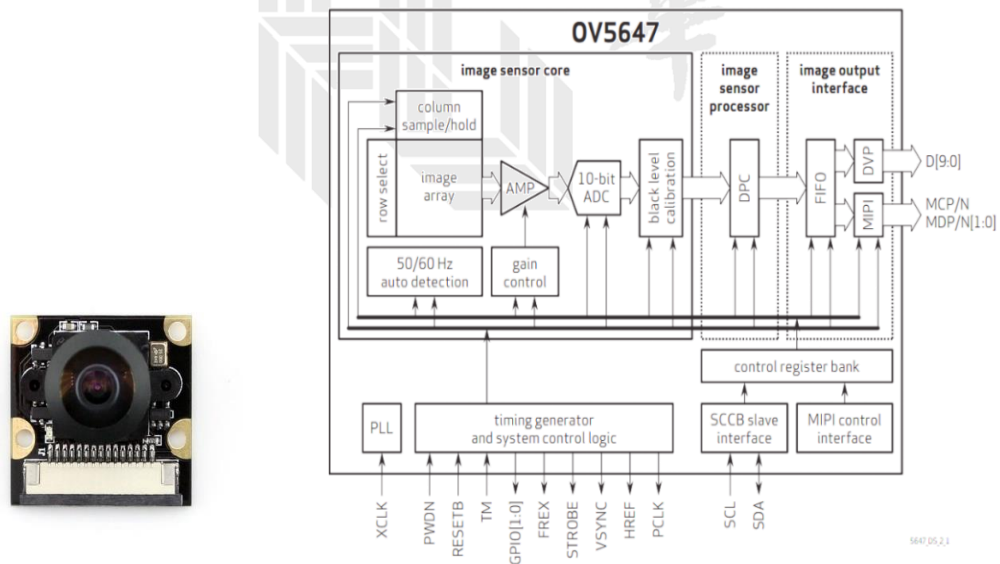 OV5647
image sensor core
image
sensor
processor
image output
interface
column
sample/hold
row select
image
array
AMP
10-bit
ADC
black level
calibration
DPC
FIFO
DVP
MIPI
D[9:0]
MCP/N
MDP/N[1:0]
50/60 Hz
auto detection
gain
control
control register bank
PLL
timing generator
and system control logic
SCCB slave
interface
MIPI control
interface
XCLK
PWDN
RESETB
TM
GPIO[1:0]
FREX
STROBE
VSYNC
HREF
PCLK
SCL
SDA
5647_DS_2_1